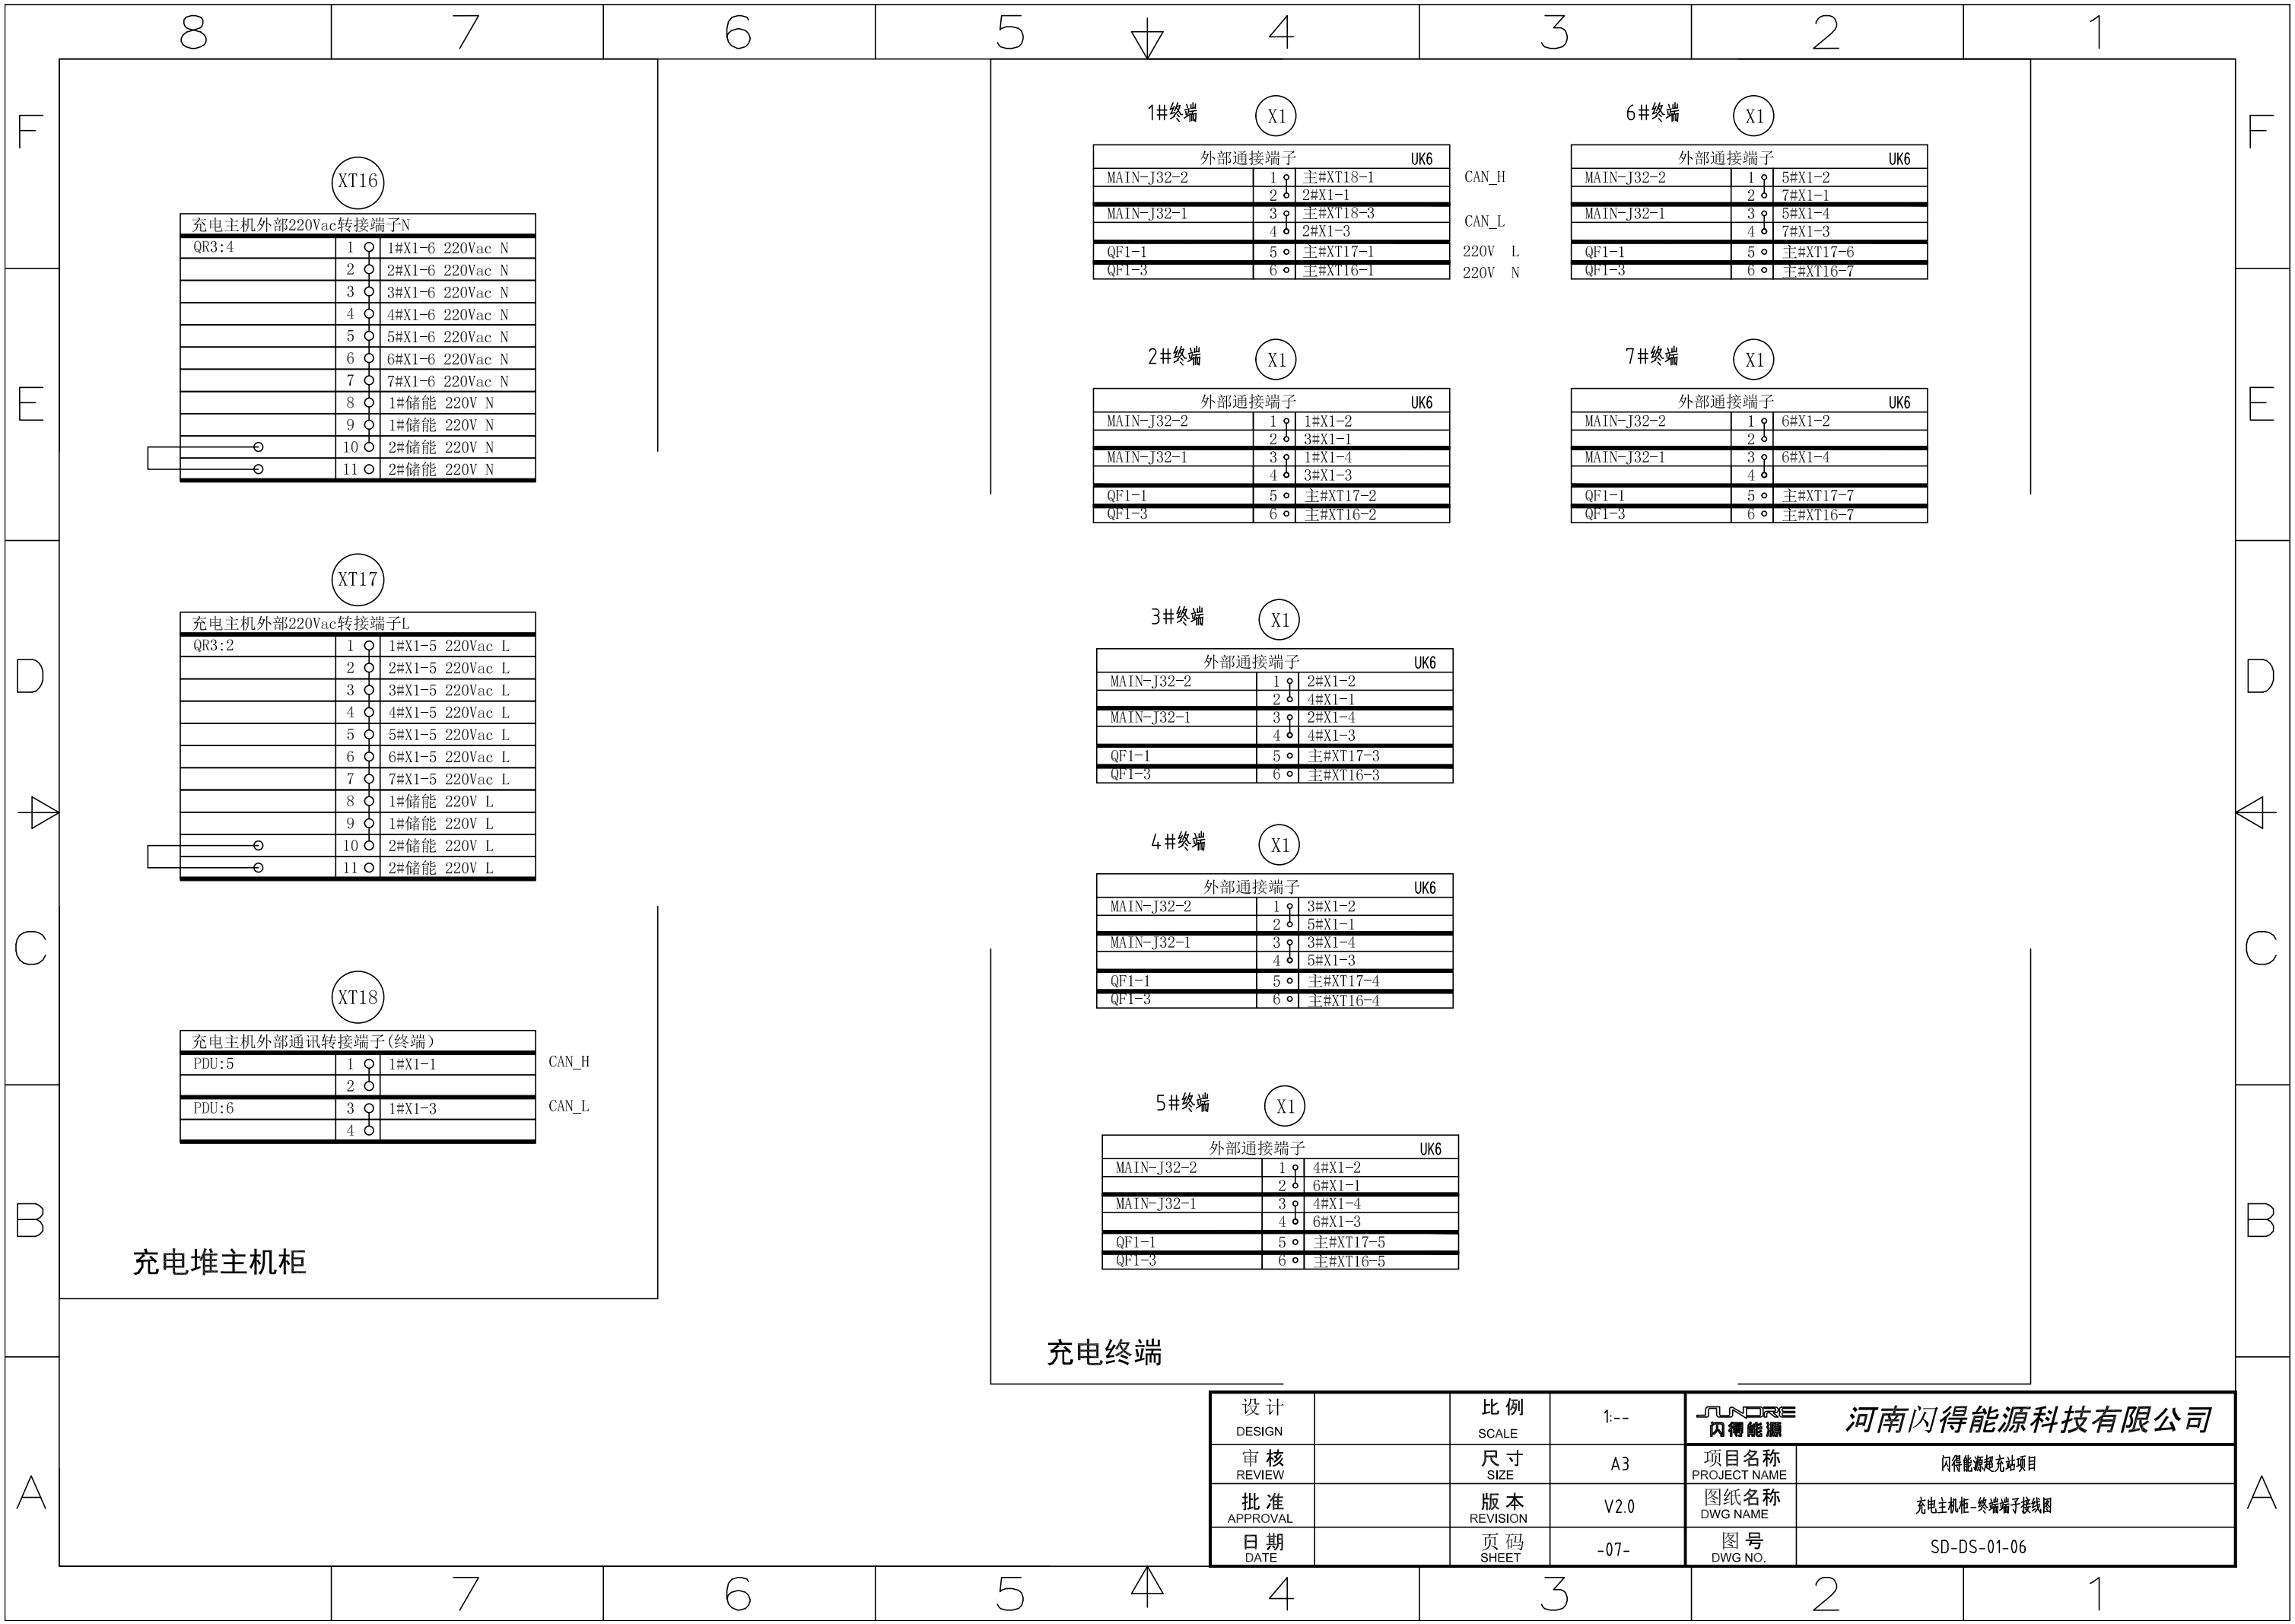 8 7 6 5 4 3 2 1
F E D C B A
XT16
充电主机外部220Vac转接端子N
QR3:4 1 1#X1-6 220Vac N
2 2#X1-6 220Vac N
3 3#X1-6 220Vac N
4 4#X1-6 220Vac N
5 5#X1-6 220Vac N
6 6#X1-6 220Vac N
7 7#X1-6 220Vac N
8 1#储能 220V N
9 1#储能 220V N
10 2#储能 220V N
11 2#储能 220V N
XT17
充电主机外部220Vac转接端子L
QR3:2 1 1#X1-5 220Vac L
2 2#X1-5 220Vac L
3 3#X1-5 220Vac L
4 4#X1-5 220Vac L
5 5#X1-5 220Vac L
6 6#X1-5 220Vac L
7 7#X1-5 220Vac L
8 1#储能 220V L
9 1#储能 220V L
10 2#储能 220V L
11 2#储能 220V L
XT18
充电主机外部通讯转接端子(终端)
PDU:5 1 1#X1-1 CAN_H
2
PDU:6 3 1#X1-3 CAN_L
4
充电堆主机柜
1#终端 X1
外部通接端子 UK6
MAIN-J32-2 1 主#XT18-1 CAN_H
2 2#X1-1
MAIN-J32-1 3 主#XT18-3 CAN_L
4 2#X1-3
QF1-1 5 主#XT17-1 220V L
QF1-3 6 主#XT16-1 220V N
2#终端 X1
外部通接端子 UK6
MAIN-J32-2 1 1#X1-2
2 3#X1-1
MAIN-J32-1 3 1#X1-4
4 3#X1-3
QF1-1 5 主#XT17-2
QF1-3 6 主#XT16-2
3#终端 X1
外部通接端子 UK6
MAIN-J32-2 1 2#X1-2
2 4#X1-1
MAIN-J32-1 3 2#X1-4
4 4#X1-3
QF1-1 5 主#XT17-3
QF1-3 6 主#XT16-3
4#终端 X1
外部通接端子 UK6
MAIN-J32-2 1 3#X1-2
2 5#X1-1
MAIN-J32-1 3 3#X1-4
4 5#X1-3
QF1-1 5 主#XT17-4
QF1-3 6 主#XT16-4
5#终端 X1
外部通接端子 UK6
MAIN-J32-2 1 4#X1-2
2 6#X1-1
MAIN-J32-1 3 4#X1-4
4 6#X1-3
QF1-1 5 主#XT17-5
QF1-3 6 主#XT16-5
6#终端 X1
外部通接端子 UK6
MAIN-J32-2 1 5#X1-2
2 7#X1-1
MAIN-J32-1 3 5#X1-4
4 7#X1-3
QF1-1 5 主#XT17-6
QF1-3 6 主#XT16-7
7#终端 X1
外部通接端子 UK6
MAIN-J32-2 1 6#X1-2
2
MAIN-J32-1 3 6#X1-4
4
QF1-1 5 主#XT17-7
QF1-3 6 主#XT16-7
充电终端
设计 比例 1:-- SUNDRE 河南闪得能源科技有限公司
DESIGN SCALE 闪得能源
审核 尺寸 A3 项目名称 闪得能源超充站项目
REVIEW SIZE PROJECT NAME
批准 版本 V2.0 图纸名称 充电主机柜-终端端子接线图
APPROVAL REVISION DWG NAME
日期 页码 -07- 图号 SD-DS-01-06
DATE SHEET DWG NO.
F E D C B A
7 6 5 4 3 2 1